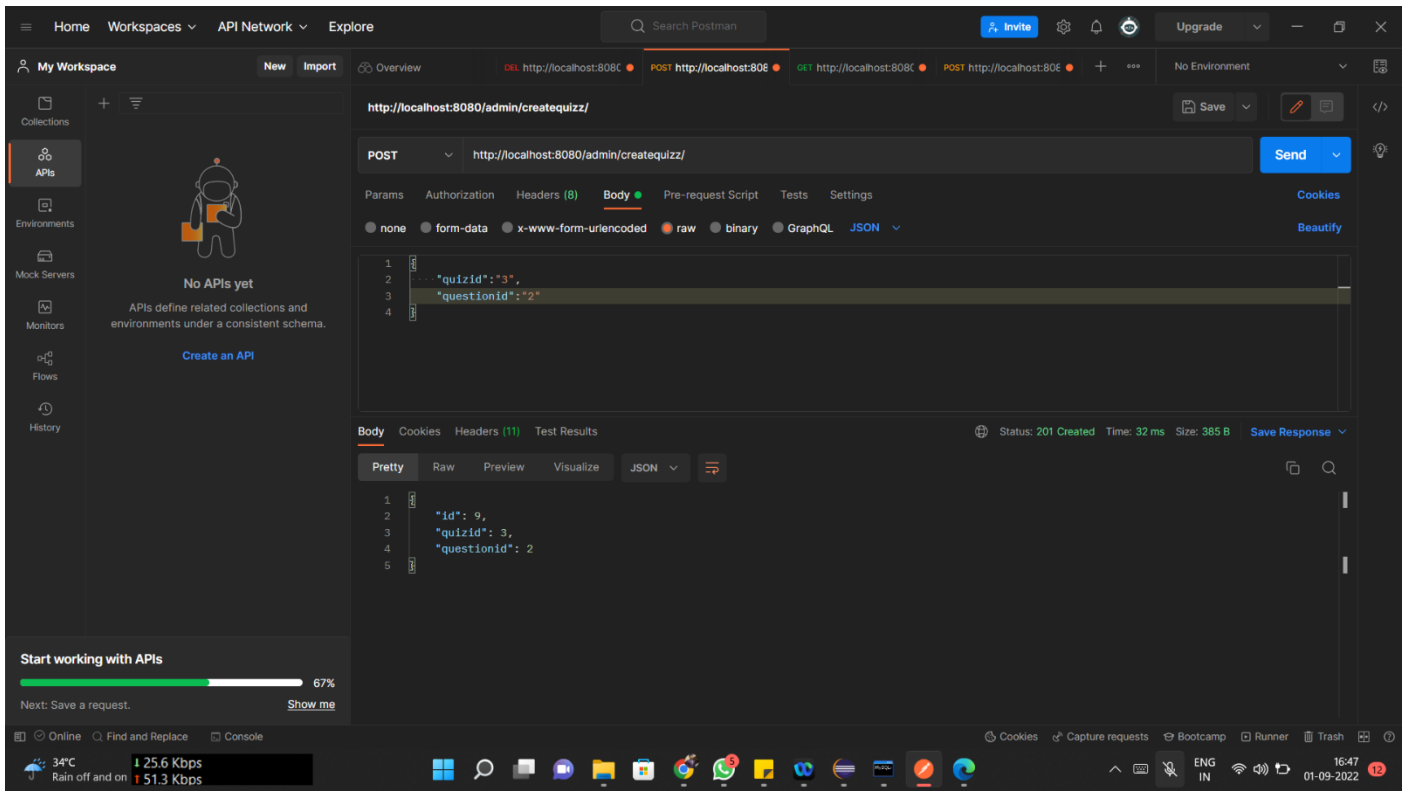 Home Workspaces API Network Explore Search Postman Invite Upgrade
My Workspace New Import Overview DEL http://localhost:8080 POST http://localhost:808 GET http://localhost:8080 POST http://localhost:808 + ooo No Environment
Collections
APIs
Environments
Mock Servers
Monitors
Flows
History
No APIs yet
APIs define related collections and
environments under a consistent schema.
Create an API
Start working with APIs
67%
Next: Save a request. Show me
http://localhost:8080/admin/createquizz/ Save </>
POST http://localhost:8080/admin/createquizz/ Send
Params Authorization Headers (8) Body Pre-request Script Tests Settings Cookies
none form-data x-www-form-urlencoded raw binary GraphQL JSON Beautify
1 {
2 ····"quizid":"3",
3 "questionid":"2"
4 }
Body Cookies Headers (11) Test Results Status: 201 Created Time: 32 ms Size: 385 B Save Response
Pretty Raw Preview Visualize JSON
1 {
2 "id": 9,
3 "quizid": 3,
4 "questionid": 2
5 }
Online Find and Replace Console Cookies Capture requests Bootcamp Runner Trash
34°C
Rain off and on
↓ 25.6 Kbps
↑ 51.3 Kbps
5
MySQL
ENG
IN
16:47
01-09-2022
12